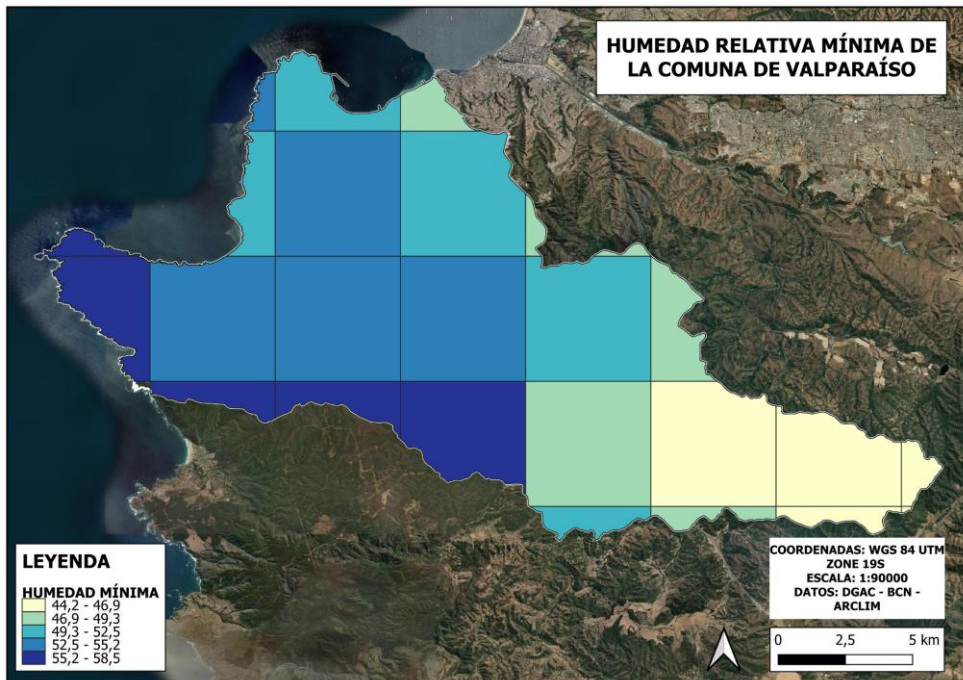 HUMEDAD RELATIVA MÍNIMA DE
LA COMUNA DE VALPARAÍSO
LEYENDA
HUMEDAD MÍNIMA
44,2 - 46,9
46,9 - 49,3
49,3 - 52,5
52,5 - 55,2
55,2 - 58,5
COORDENADAS: WGS 84 UTM
ZONE 19S
ESCALA: 1:90000
DATOS: DGAC - BCN -
ARCLIM
0 2,5 5 km